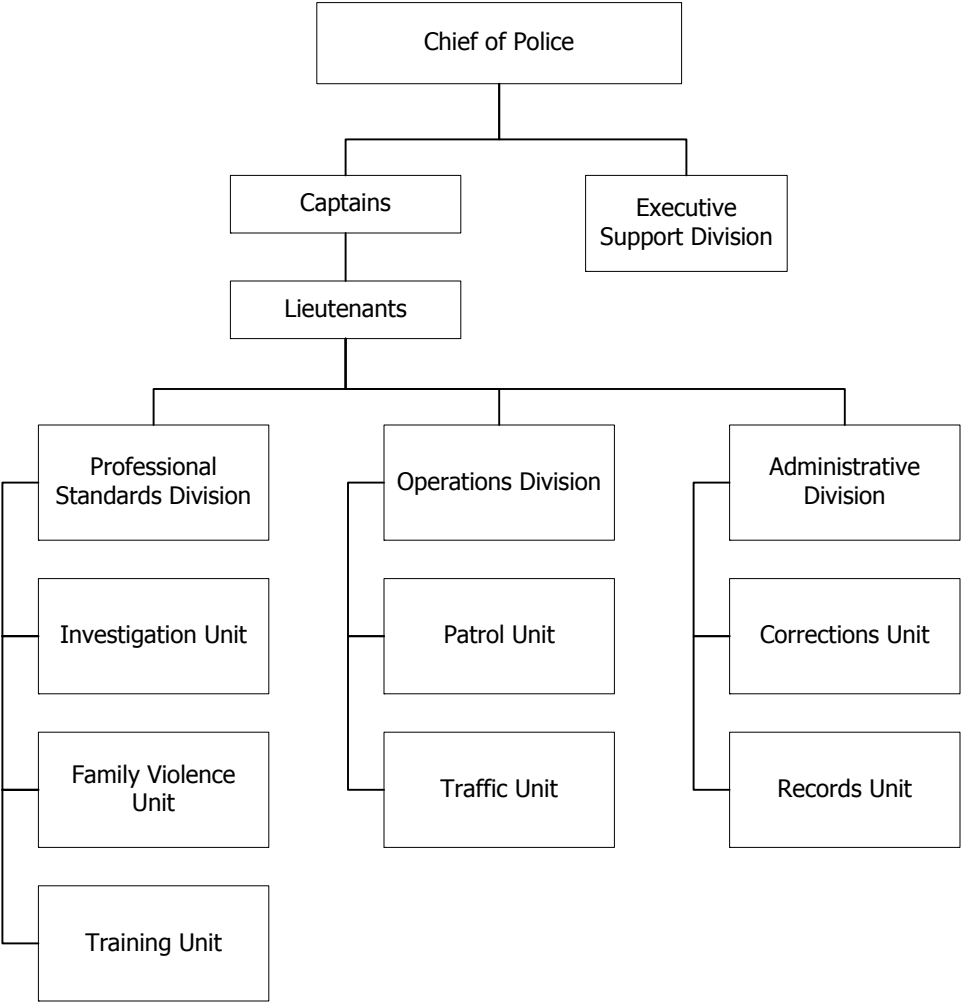 Chief of Police
Captains
Executive
Support Division
Lieutenants
Professional
Standards Division
Operations Division
Administrative
Division
Investigation Unit
Patrol Unit
Corrections Unit
Family Violence
Unit
Traffic Unit
Records Unit
Training Unit